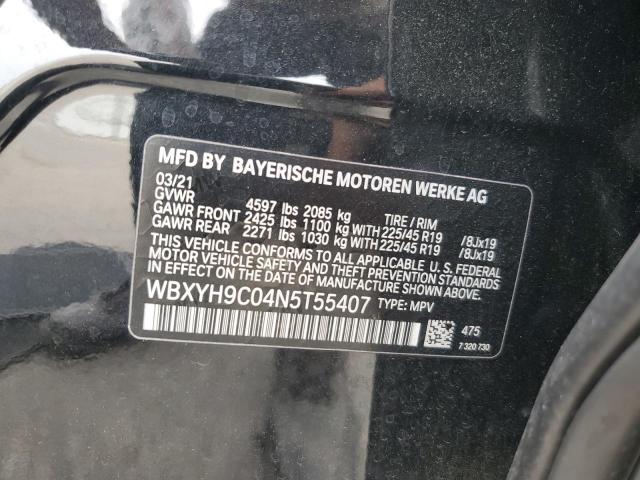 MFD BY BAYERISCHE MOTOREN WERKE AG
03/21
GVWR 4597 lbs 2085 kg TIRE / RIM
GAWR FRONT 2425 lbs 1100 kg WITH 225/45 R19 /8Jx19
GAWR REAR 2271 lbs 1030 kg WITH 225/45 R19 /8Jx19
THIS VEHICLE CONFORMS TO ALL APPLICABLE U.S. FEDERAL
MOTOR VEHICLE SAFETY AND THEFT PREVENTION STANDARDS
IN EFFECT ON THE DATE OF MANUFACTURE SHOWN ABOVE.
WBXYH9C04N5T55407 TYPE: MPV
475
7 320 730